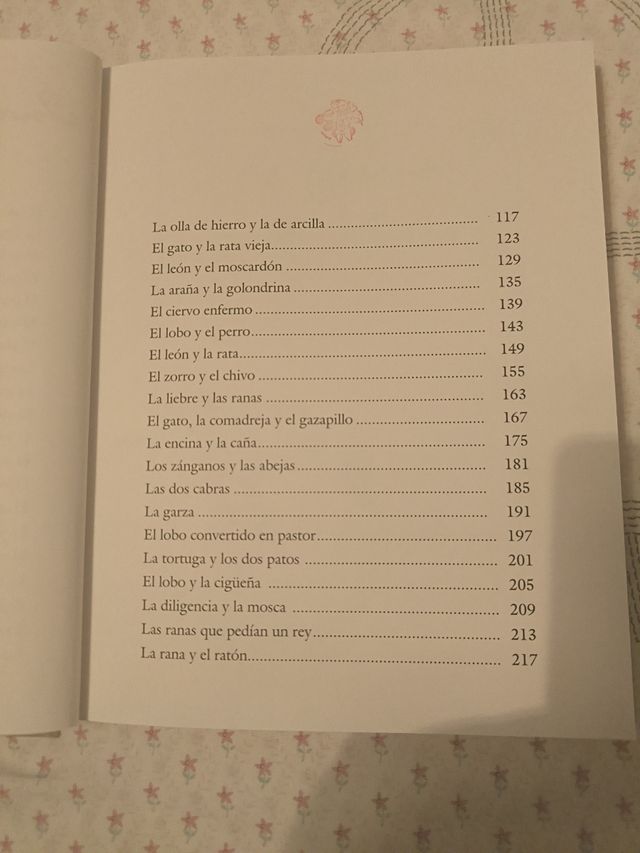 La olla de hierro y la de arcilla ........................................ 117
El gato y la rata vieja........................................................ 123
El león y el moscardón ..................................................... 129
La araña y la golondrina ................................................... 135
El ciervo enfermo ............................................................. 139
El lobo y el perro............................................................... 143
El león y la rata.................................................................. 149
El zorro y el chivo ............................................................ 155
La liebre y las ranas .......................................................... 163
El gato, la comadreja y el gazapillo ................................... 167
La encina y la caña............................................................. 175
Los zánganos y las abejas................................................... 181
Las dos cabras .................................................................... 185
La garza ............................................................................. 191
El lobo convertido en pastor................................................ 197
La tortuga y los dos patos ................................................... 201
El lobo y la cigüeña ........................................................... 205
La diligencia y la mosca ..................................................... 209
Las ranas que pedían un rey................................................. 213
La rana y el ratón................................................................ 217